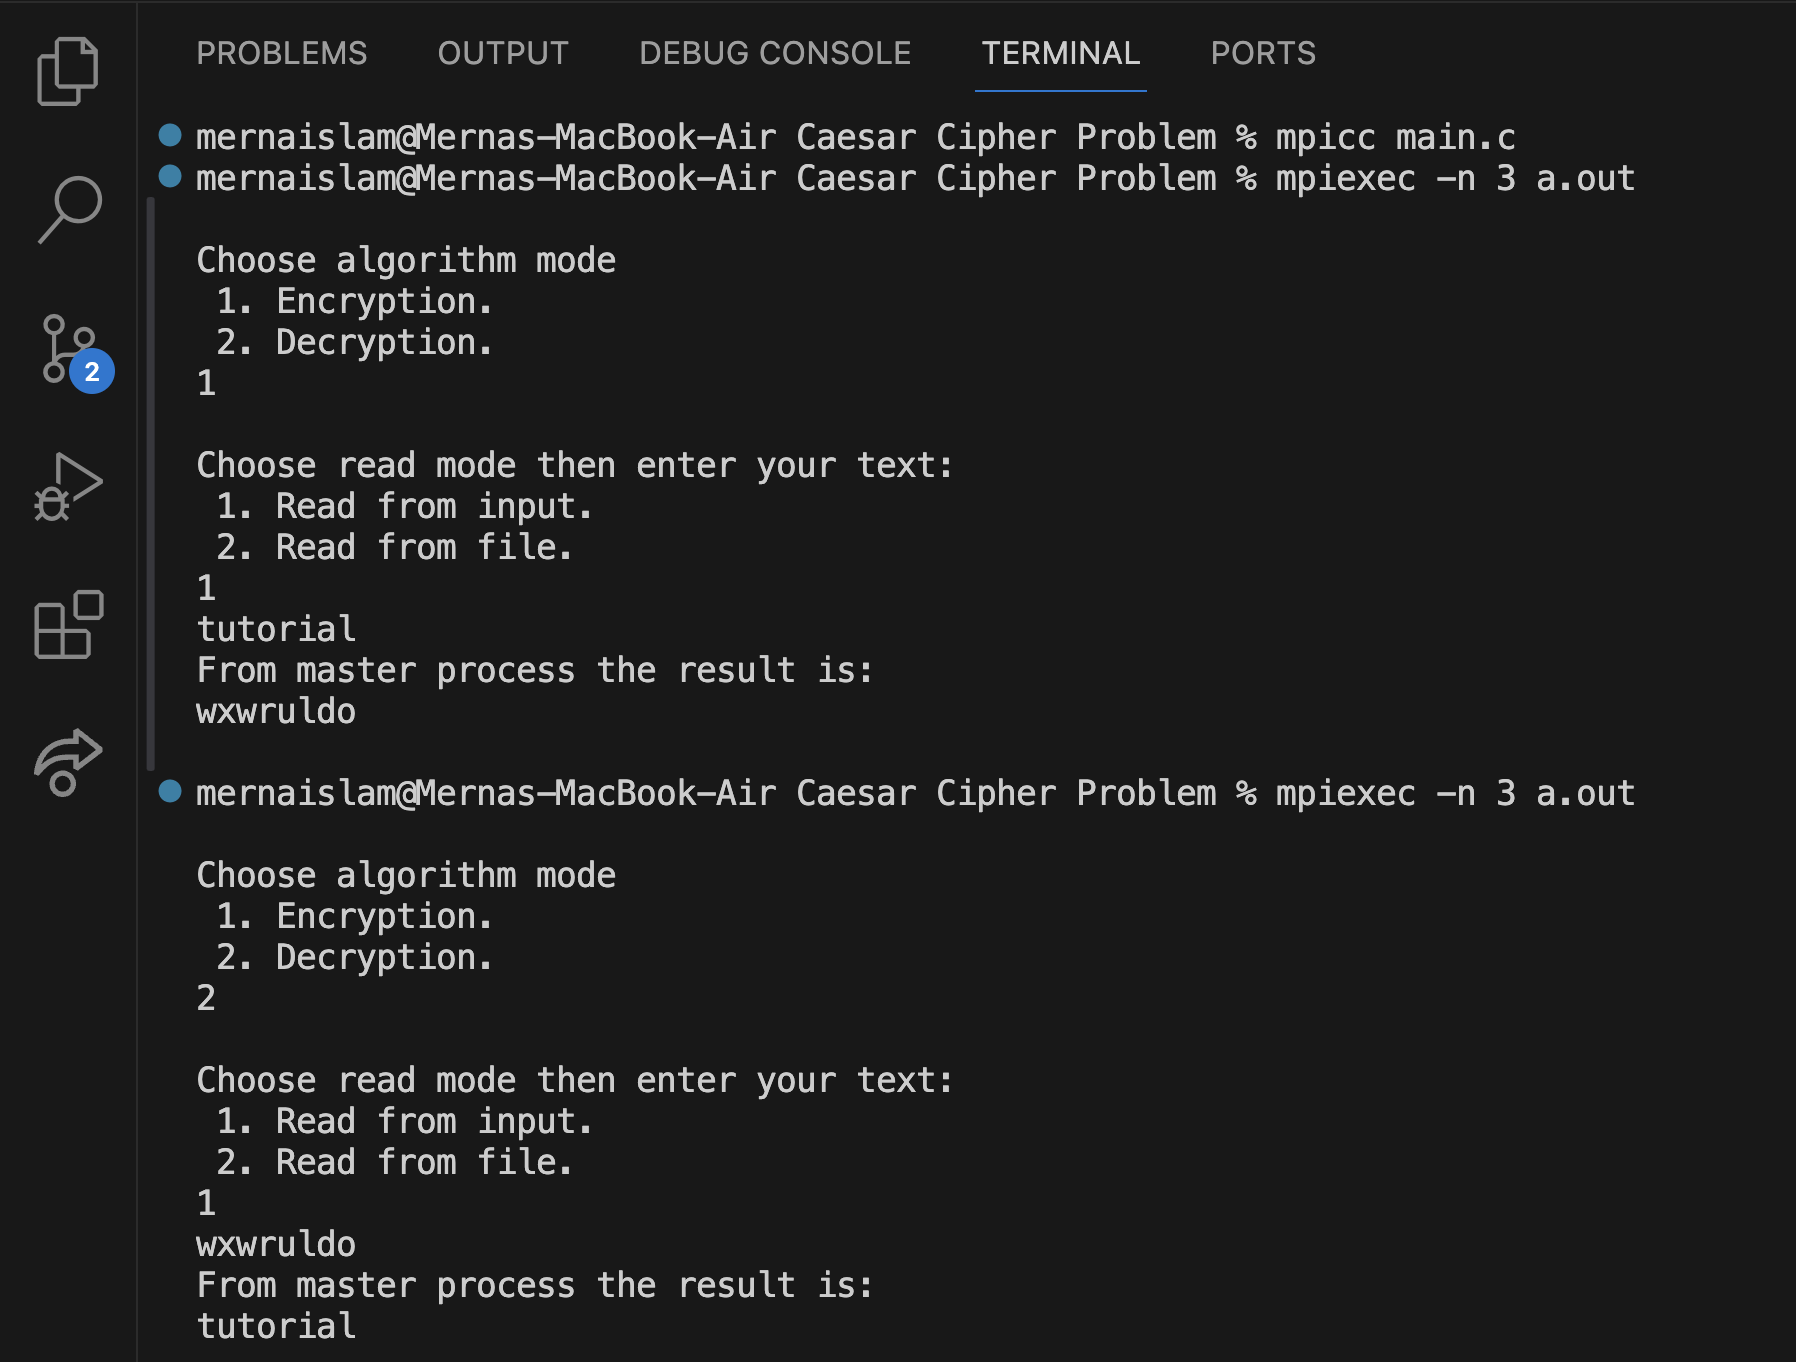 PROBLEMS OUTPUT DEBUG CONSOLE TERMINAL PORTS
mernaislam@Mernas-MacBook-Air Caesar Cipher Problem % mpicc main.c
mernaislam@Mernas-MacBook-Air Caesar Cipher Problem % mpiexec -n 3 a.out
Choose algorithm mode
1. Encryption.
2. Decryption.
1
Choose read mode then enter your text:
1. Read from input.
2. Read from file.
1
tutorial
From master process the result is:
wxwruldo
mernaislam@Mernas-MacBook-Air Caesar Cipher Problem % mpiexec -n 3 a.out
Choose algorithm mode
1. Encryption.
2. Decryption.
2
Choose read mode then enter your text:
1. Read from input.
2. Read from file.
1
wxwruldo
From master process the result is:
tutorial
2